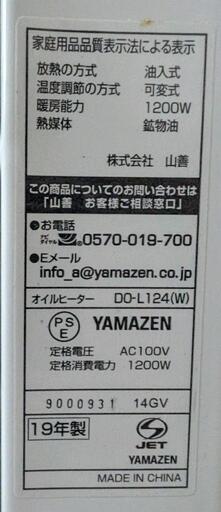 家庭用品品質表示法による表示
放熱の方式 油入式
温度調節の方式 可変式
暖房能力 1200W
熱媒体 鉱物油
株式会社 山善
この商品についてのお問い合わせは
「山善 お客様ご相談窓口」
●お電話
ナビダイヤル 0570-019-700
●Eメール
info_a@yamazen.co.jp
オイルヒーター DO-L124(W)
PSE YAMAZEN
定格電圧 AC100V
定格消費電力 1200W
9000931 14GV
19年製 S JET
YAMAZEN
MADE IN CHINA